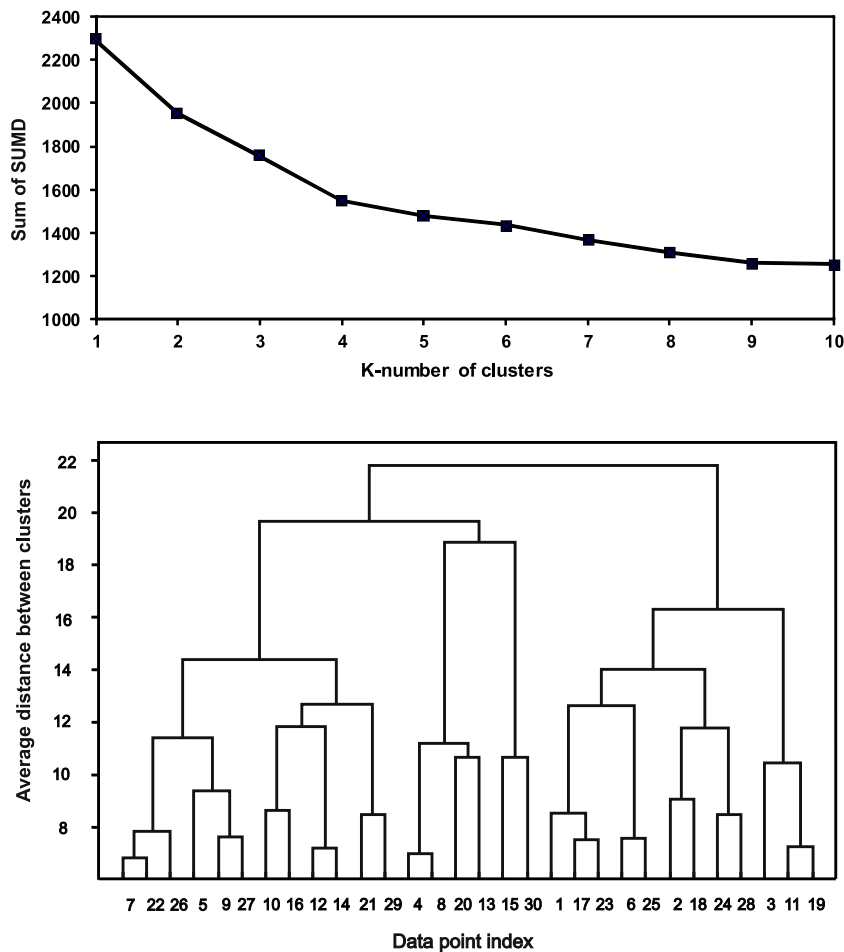 2400
2200
2000
1800
1600
1400
1200
1000
Sum of SUMD
1 2 3 4 5 6 7 8 9 10
K-number of clusters
22
20
18
16
14
12
10
8
Average distance between clusters
7 22 26 5 9 27 10 16 12 14 21 29 4 8 20 13 15 30 1 17 23 6 25 2 18 24 28 3 11 19
Data point index